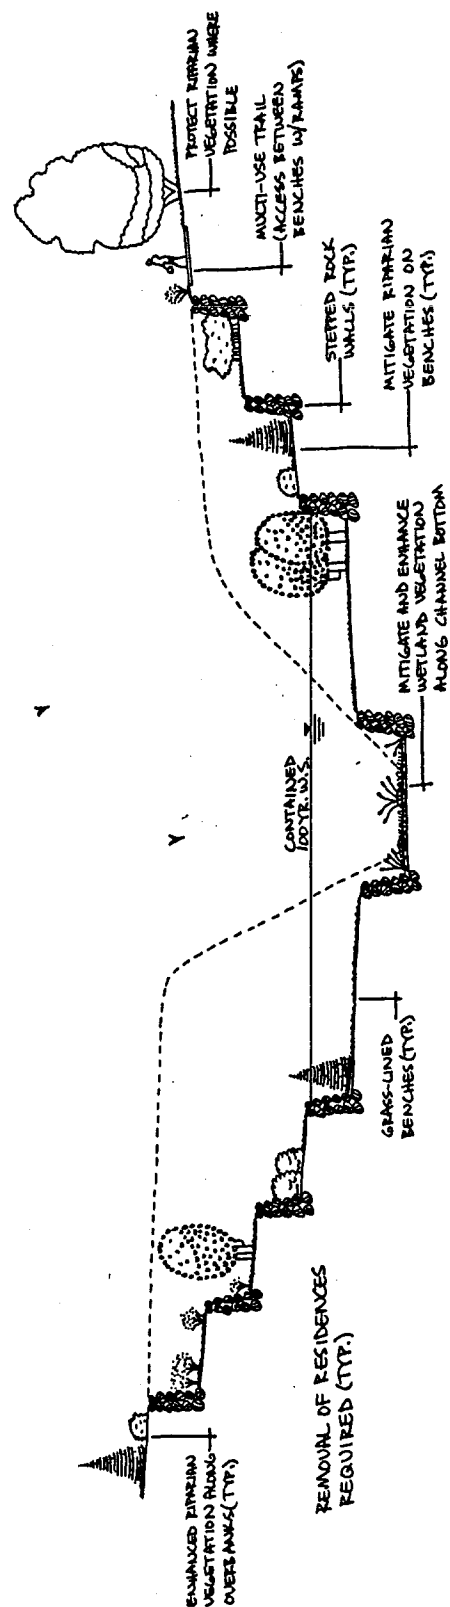 ENHANCED RIPARIAN
VEGETATION ALONG
OVERBANKS (TYP.)
REMOVAL OF RESIDENCES
REQUIRED (TYP.)
GRASS-LINED
BENCHES (TYP.)
CONTAINED
100 YR. W.S.
MITIGATE AND ENHANCE
WETLAND VEGETATION
ALONG CHANNEL BOTTOM
MITIGATE RIPARIAN
VEGETATION ON
BENCHES (TYP.)
STEPPED ROCK
WALLS (TYP.)
MULTI-USE TRAIL
(ACCESS BETWEEN
BENCHES W/RAMPS)
PROTECT RIPARIAN
VEGETATION WHERE
POSSIBLE